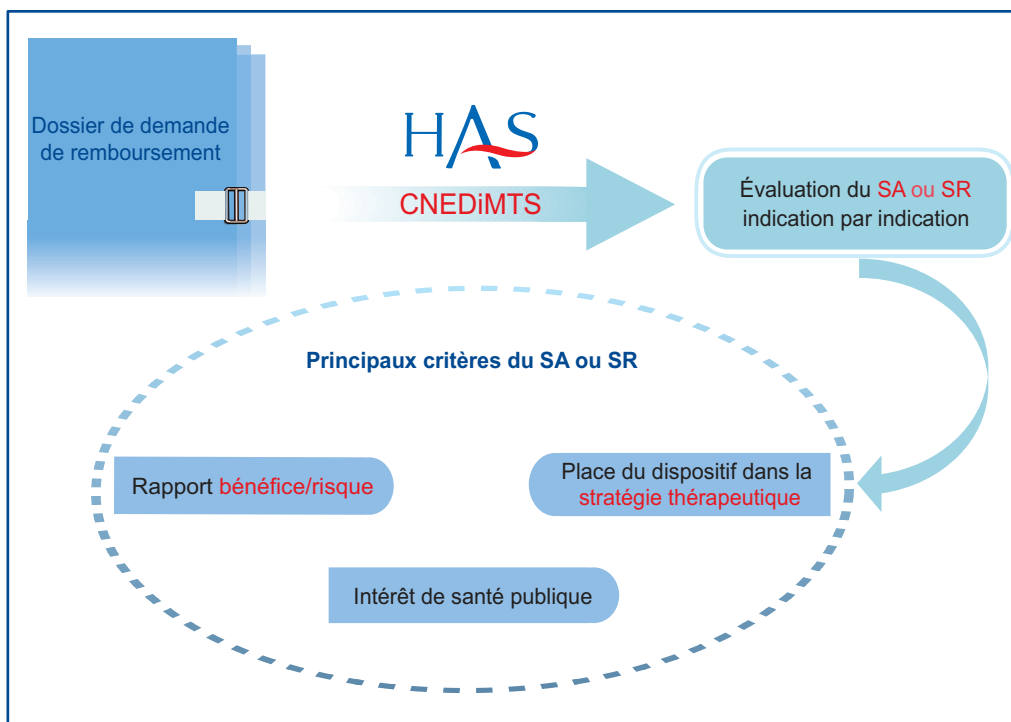 Dossier de demande
de remboursement
HAS
CNEDiMTS
Évaluation du SA ou SR
indication par indication
Principaux critères du SA ou SR
Rapport bénéfice/risque
Place du dispositif dans la
stratégie thérapeutique
Intérêt de santé publique